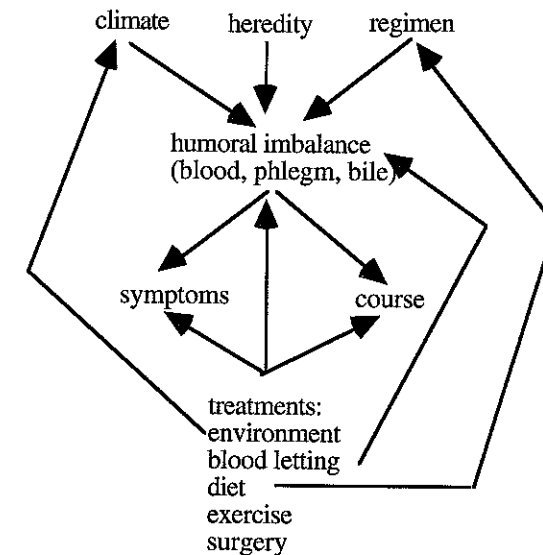 climate heredity regimen
humoral imbalance
(blood, phlegm, bile)
symptoms course
treatments:
environment
blood letting
diet
exercise
surgery